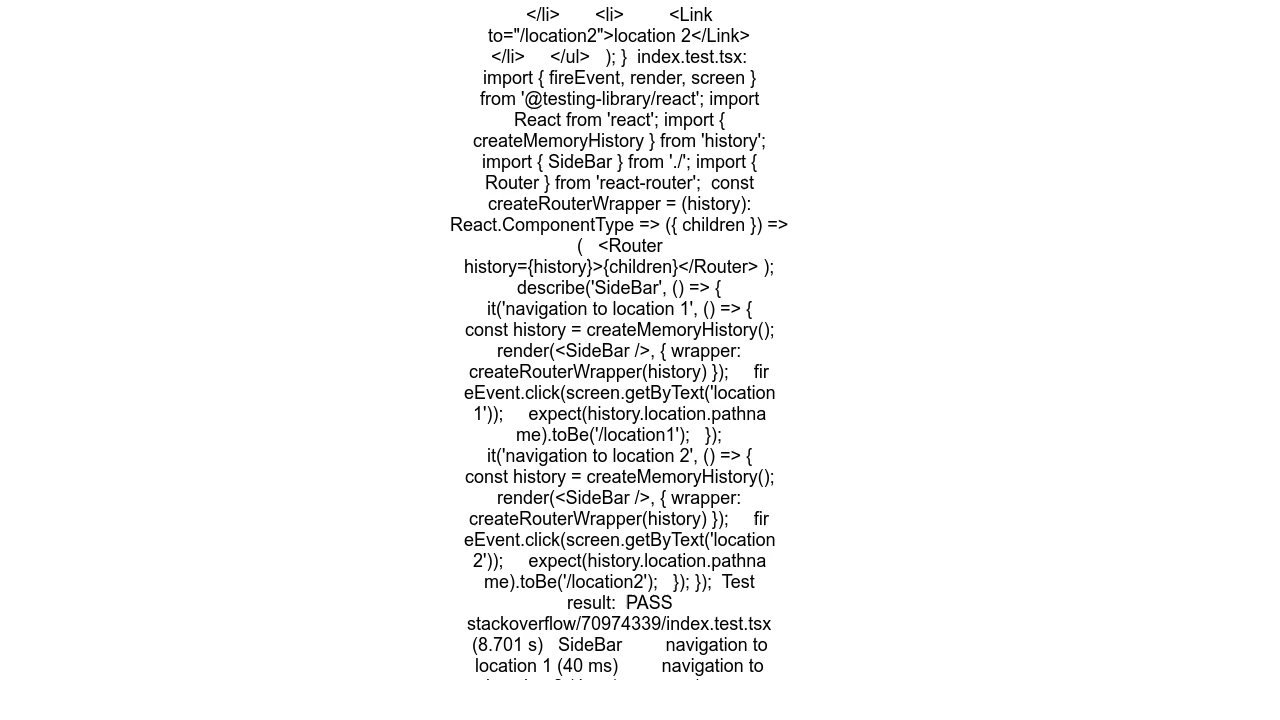 </li> <li> <Link
to="/location2">location 2</Link>
</li> </ul> ); } index.test.tsx:
import { fireEvent, render, screen }
from '@testing-library/react'; import
React from 'react'; import {
createMemoryHistory } from 'history';
import { SideBar } from './'; import {
Router } from 'react-router'; const
createRouterWrapper = (history):
React.ComponentType => ({ children }) =>
( <Router
history={history}>{children}</Router> );
describe('SideBar', () => {
it('navigation to location 1', () => {
const history = createMemoryHistory();
render(<SideBar />, { wrapper:
createRouterWrapper(history) }); fir
eEvent.click(screen.getByText('location
1')); expect(history.location.pathna
me).toBe('/location1'); });
it('navigation to location 2', () => {
const history = createMemoryHistory();
render(<SideBar />, { wrapper:
createRouterWrapper(history) }); fir
eEvent.click(screen.getByText('location
2')); expect(history.location.pathna
me).toBe('/location2'); }); }); Test
result: PASS
stackoverflow/70974339/index.test.tsx
(8.701 s) SideBar navigation to
location 1 (40 ms) navigation to